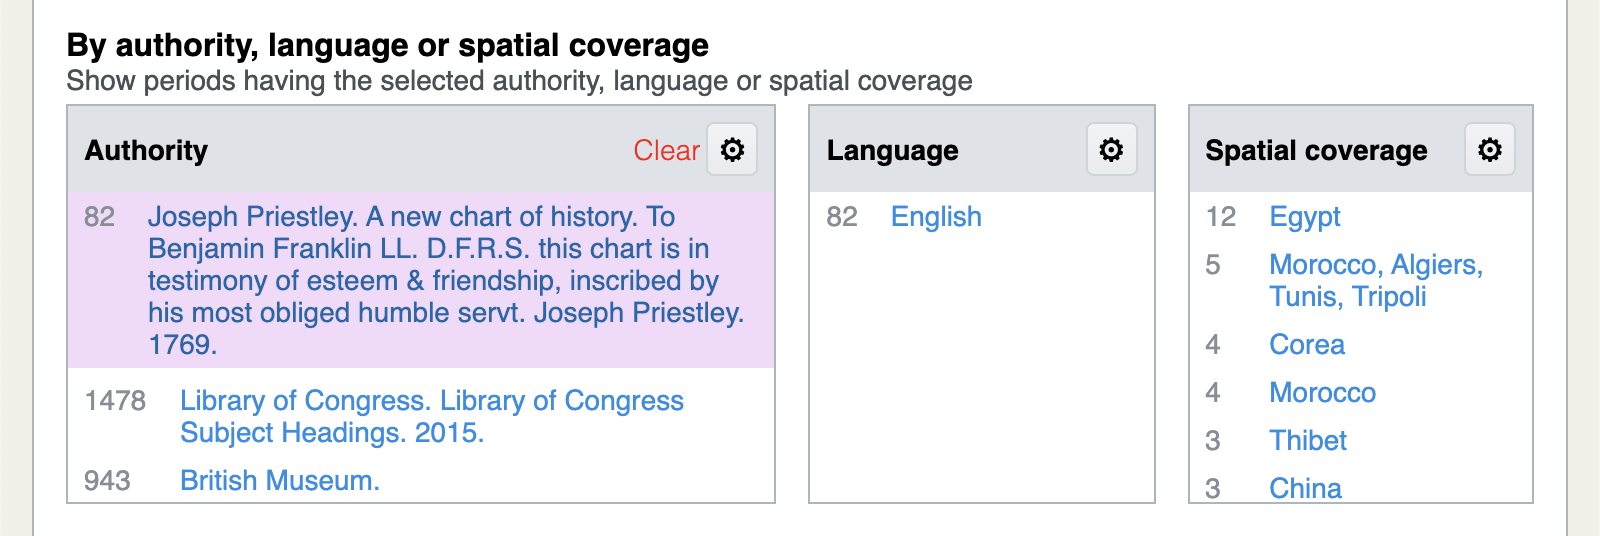 By authority, language or spatial coverage
Show periods having the selected authority, language or spatial coverage
Authority
Clear
82 Joseph Priestley. A new chart of history. To
Benjamin Franklin LL. D.F.R.S. this chart is in
testimony of esteem & friendship, inscribed by
his most obliged humble servt. Joseph Priestley.
1769.
1478 Library of Congress. Library of Congress
Subject Headings. 2015.
943 British Museum.
Language
82 English
Spatial coverage
12 Egypt
5 Morocco, Algiers,
Tunis, Tripoli
4 Corea
4 Morocco
3 Thibet
3 China